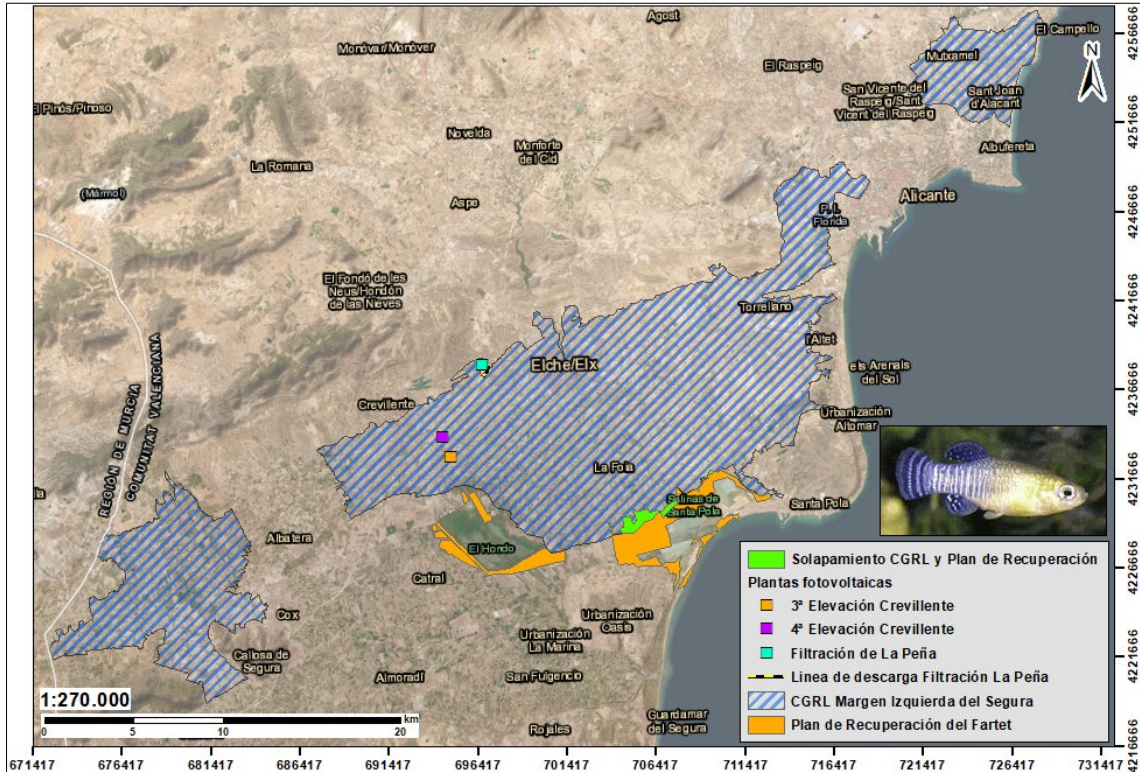 Agost
El Campello
Monóvar/Monóver
Mutxamel
N
El Raspeig
San Vicente del
Raspeig/Sant
Vicent del Raspeig
Sant Joan
d'Alacant
El Pinós/Pinoso
Novelda
Monforte
del Cid
Albufereta
La Romana
(Mármol)
Aspe
Alicante
P. I.
Florida
El Fondó de les
Neus/Hondón
de las Nieves
Torrellano
l'Altet
Elche/Elx
els Arenals
del Sol
Crevillente
Urbanización
Altomar
REGIÓN DE MURCIA
COMUNITAT VALENCIANA
La Foia
Salinas de
Santa Pola
Santa Pola
Albatera
El Hondo
Catral
Cox
Urbanización
Oasis
Urbanización
La Marina
Callosa de
Segura
Almoradí
San Fulgencio
Guardamar
del Segura
Rojales
Solapamiento CGRL y Plan de Recuperación
Plantas fotovoltaicas
3ª Elevación Crevillente
4ª Elevación Crevillente
Filtración de La Peña
Linea de descarga Filtración La Peña
CGRL Margen Izquierda del Segura
Plan de Recuperación del Fartet
1:270.000
km
0 5 10 20
4256666
4251666
4246666
4241666
4236666
4231666
4226666
4221666
4216666
671417 676417 681417 686417 691417 696417 701417 706417 711417 716417 721417 726417 731417